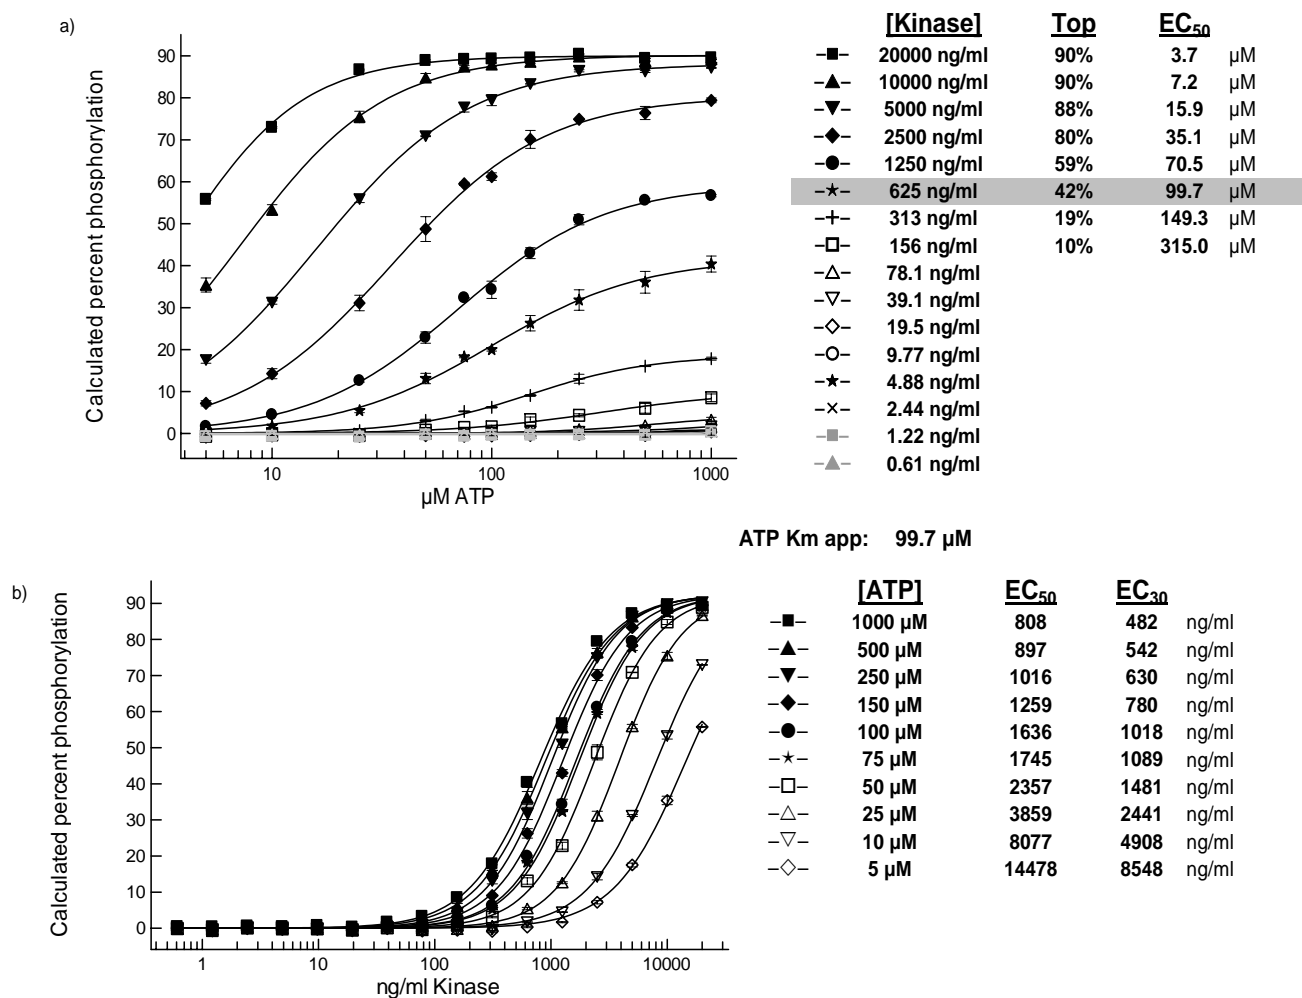 a)
Calculated percent phosphorylation
90
80
70
60
50
40
30
20
10
0
10 100 1000
µM ATP
[Kinase] Top EC50
20000 ng/ml 90% 3.7 µM
10000 ng/ml 90% 7.2 µM
5000 ng/ml 88% 15.9 µM
2500 ng/ml 80% 35.1 µM
1250 ng/ml 59% 70.5 µM
625 ng/ml 42% 99.7 µM
313 ng/ml 19% 149.3 µM
156 ng/ml 10% 315.0 µM
78.1 ng/ml
39.1 ng/ml
19.5 ng/ml
9.77 ng/ml
4.88 ng/ml
2.44 ng/ml
1.22 ng/ml
0.61 ng/ml
ATP Km app: 99.7 µM
b)
Calculated percent phosphorylation
90
80
70
60
50
40
30
20
10
0
1 10 100 1000 10000
ng/ml Kinase
[ATP] EC50 EC30
1000 µM 808 482 ng/ml
500 µM 897 542 ng/ml
250 µM 1016 630 ng/ml
150 µM 1259 780 ng/ml
100 µM 1636 1018 ng/ml
75 µM 1745 1089 ng/ml
50 µM 2357 1481 ng/ml
25 µM 3859 2441 ng/ml
10 µM 8077 4908 ng/ml
5 µM 14478 8548 ng/ml